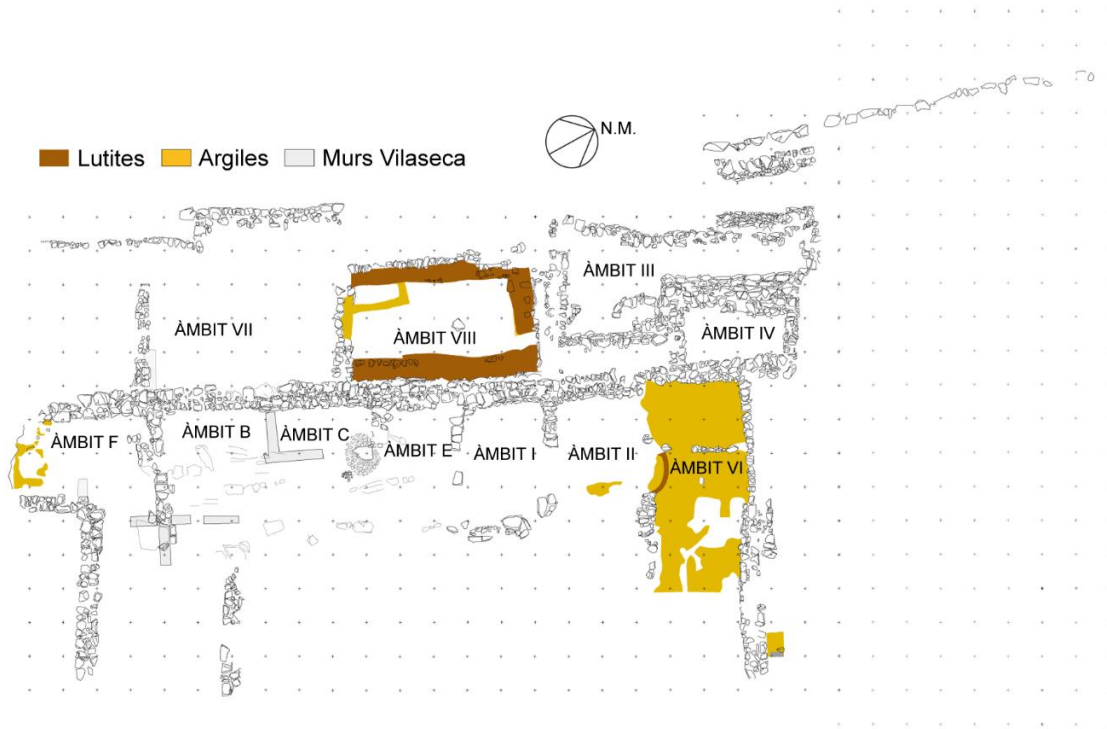 N.M.
Lutites
Argiles
Murs Vilaseca
ÀMBIT III
ÀMBIT VII
ÀMBIT VIII
ÀMBIT IV
ÀMBIT F
ÀMBIT B
ÀMBIT C
ÀMBIT E
ÀMBIT I
ÀMBIT II
ÀMBIT VI